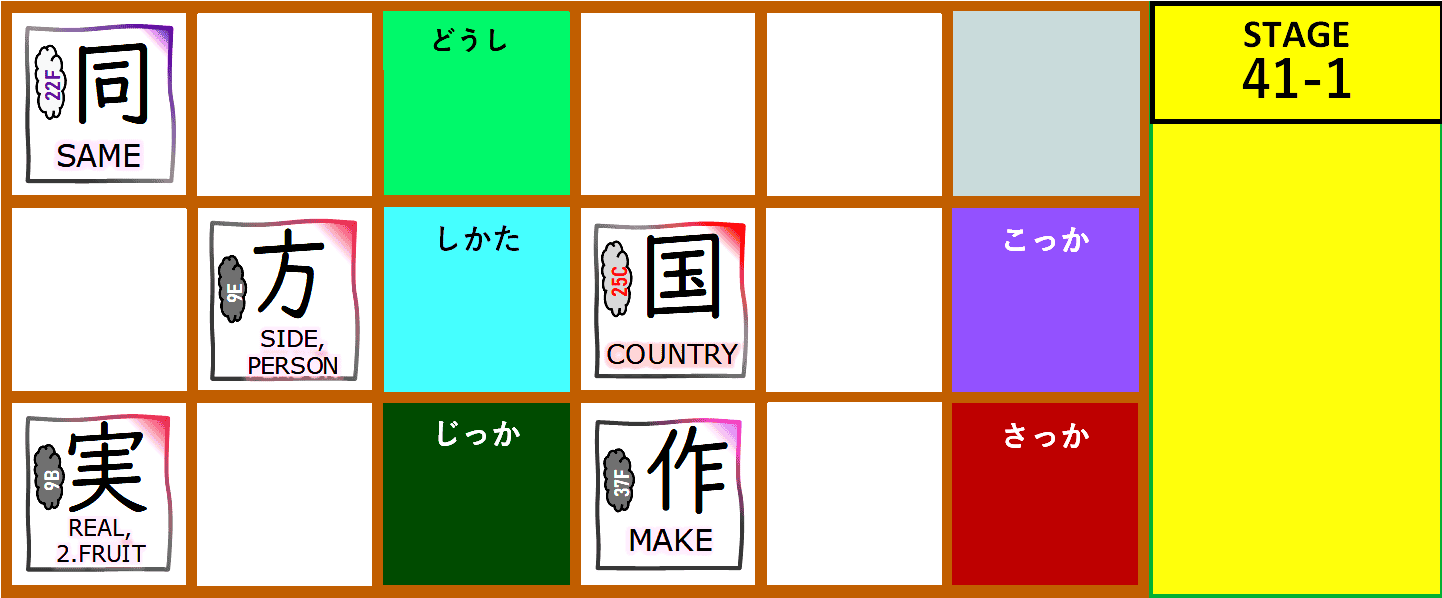 22F
同
SAME
どうし
STAGE
41-1
9E
方
SIDE,
PERSON
しかた
25C
国
COUNTRY
こっか
9B
実
REAL,
2.FRUIT
じっか
37F
作
MAKE
さっか